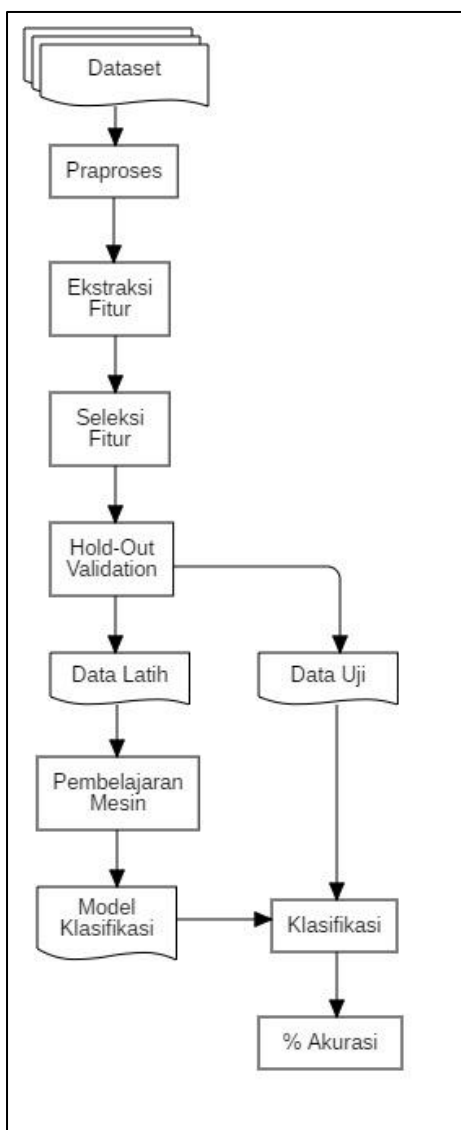 Dataset
Praproses
Ekstraksi
Fitur
Seleksi
Fitur
Hold-Out
Validation
Data Latih
Data Uji
Pembelajaran
Mesin
Model
Klasifikasi
Klasifikasi
% Akurasi